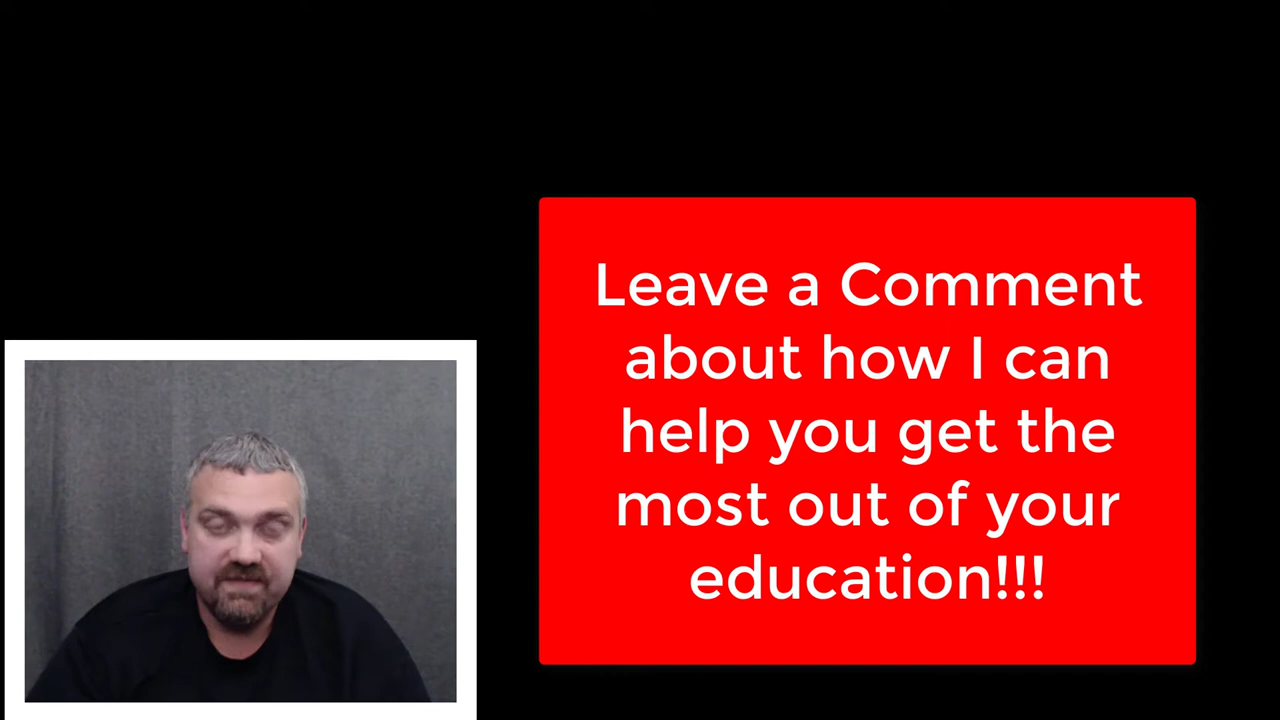 Leave a Comment
about how I can
help you get the
most out of your
education!!!